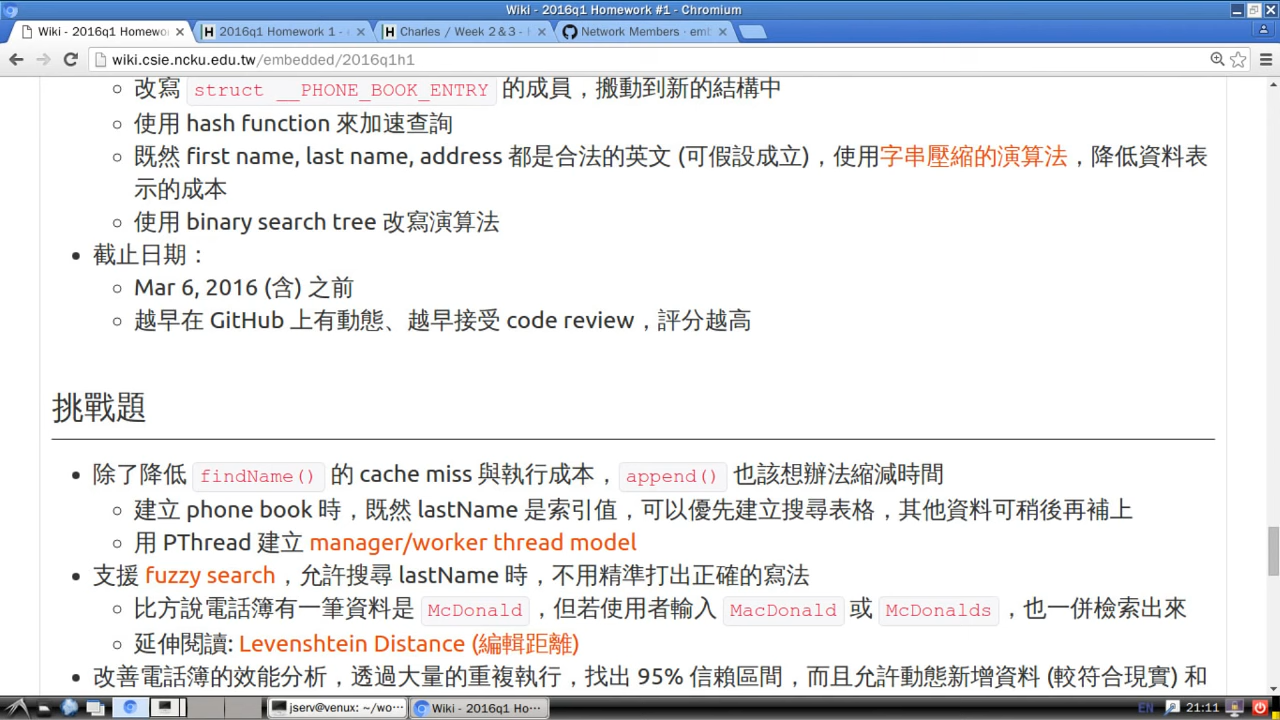 Wiki - 2016q1 Homework #1 - Chromium
Wiki - 2016q1 Homewo
2016q1 Homework 1 -
Charles / Week 2＆3 -
Network Members · em
wiki.csie.ncku.edu.tw/embedded/2016q1h1
改寫 struct __PHONE_BOOK_ENTRY 的成員，搬動到新的結構中
使用 hash function 來加速查詢
既然 first name, last name, address 都是合法的英文 (可假設成立)，使用字串壓縮的演算法，降低資料表
示的成本
使用 binary search tree 改寫演算法
截止日期：
Mar 6, 2016 (含) 之前
越早在 GitHub 上有動態、越早接受 code review，評分越高
挑戰題
除了降低 findName() 的 cache miss 與執行成本，append() 也該想辦法縮減時間
建立 phone book 時，既然 lastName 是索引值，可以優先建立搜尋表格，其他資料可稍後再補上
用 PThread 建立 manager/worker thread model
支援 fuzzy search，允許搜尋 lastName 時，不用精準打出正確的寫法
比方說電話簿有一筆資料是 McDonald，但若使用者輸入 MacDonald 或 McDonalds，也一併檢索出來
延伸閱讀: Levenshtein Distance (編輯距離)
改善電話簿的效能分析，透過大量的重複執行，找出 95% 信賴區間，而且允許動態新增資料 (較符合現實) 和
jserv@venux: ~/wo···
Wiki - 2016q1 Ho···
EN
21:11